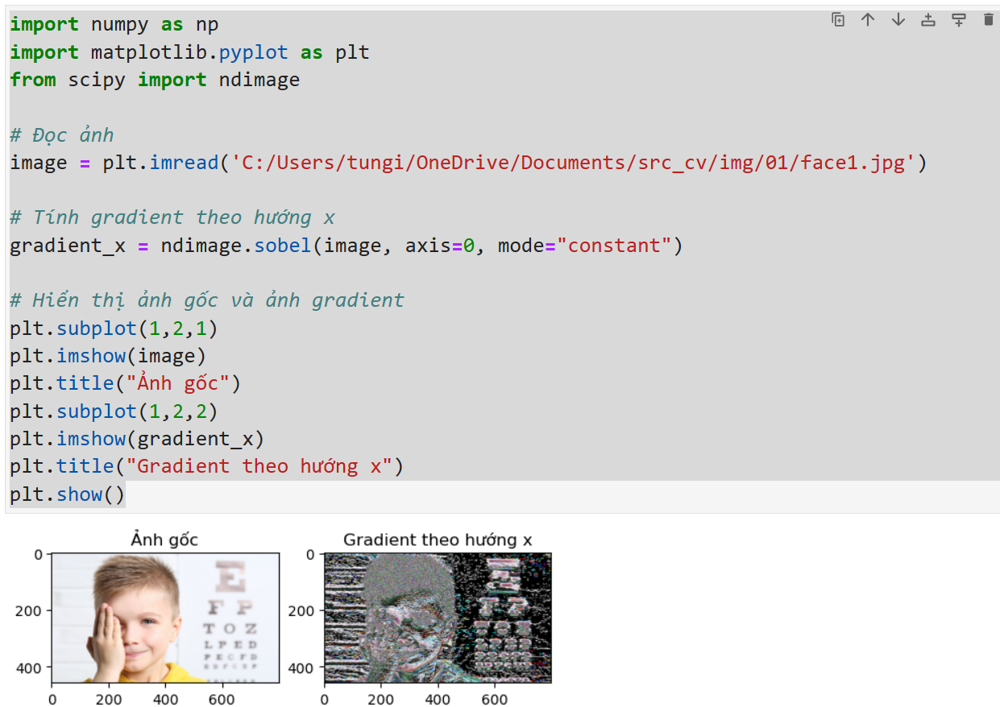 import numpy as np
import matplotlib.pyplot as plt
from scipy import ndimage
# Đọc ảnh
image = plt.imread('C:/Users/tungi/OneDrive/Documents/src_cv/img/01/face1.jpg')
# Tính gradient theo hướng x
gradient_x = ndimage.sobel(image, axis=0, mode="constant")
# Hiển thị ảnh gốc và ảnh gradient
plt.subplot(1,2,1)
plt.imshow(image)
plt.title("Ảnh gốc")
plt.subplot(1,2,2)
plt.imshow(gradient_x)
plt.title("Gradient theo hướng x")
plt.show()
Ảnh gốc
0
200
400
0 200 400 600
E
F P
T O Z
L P E D
P E C F D
E D F C Z P
Gradient theo hướng x
0
200
400
0 200 400 600